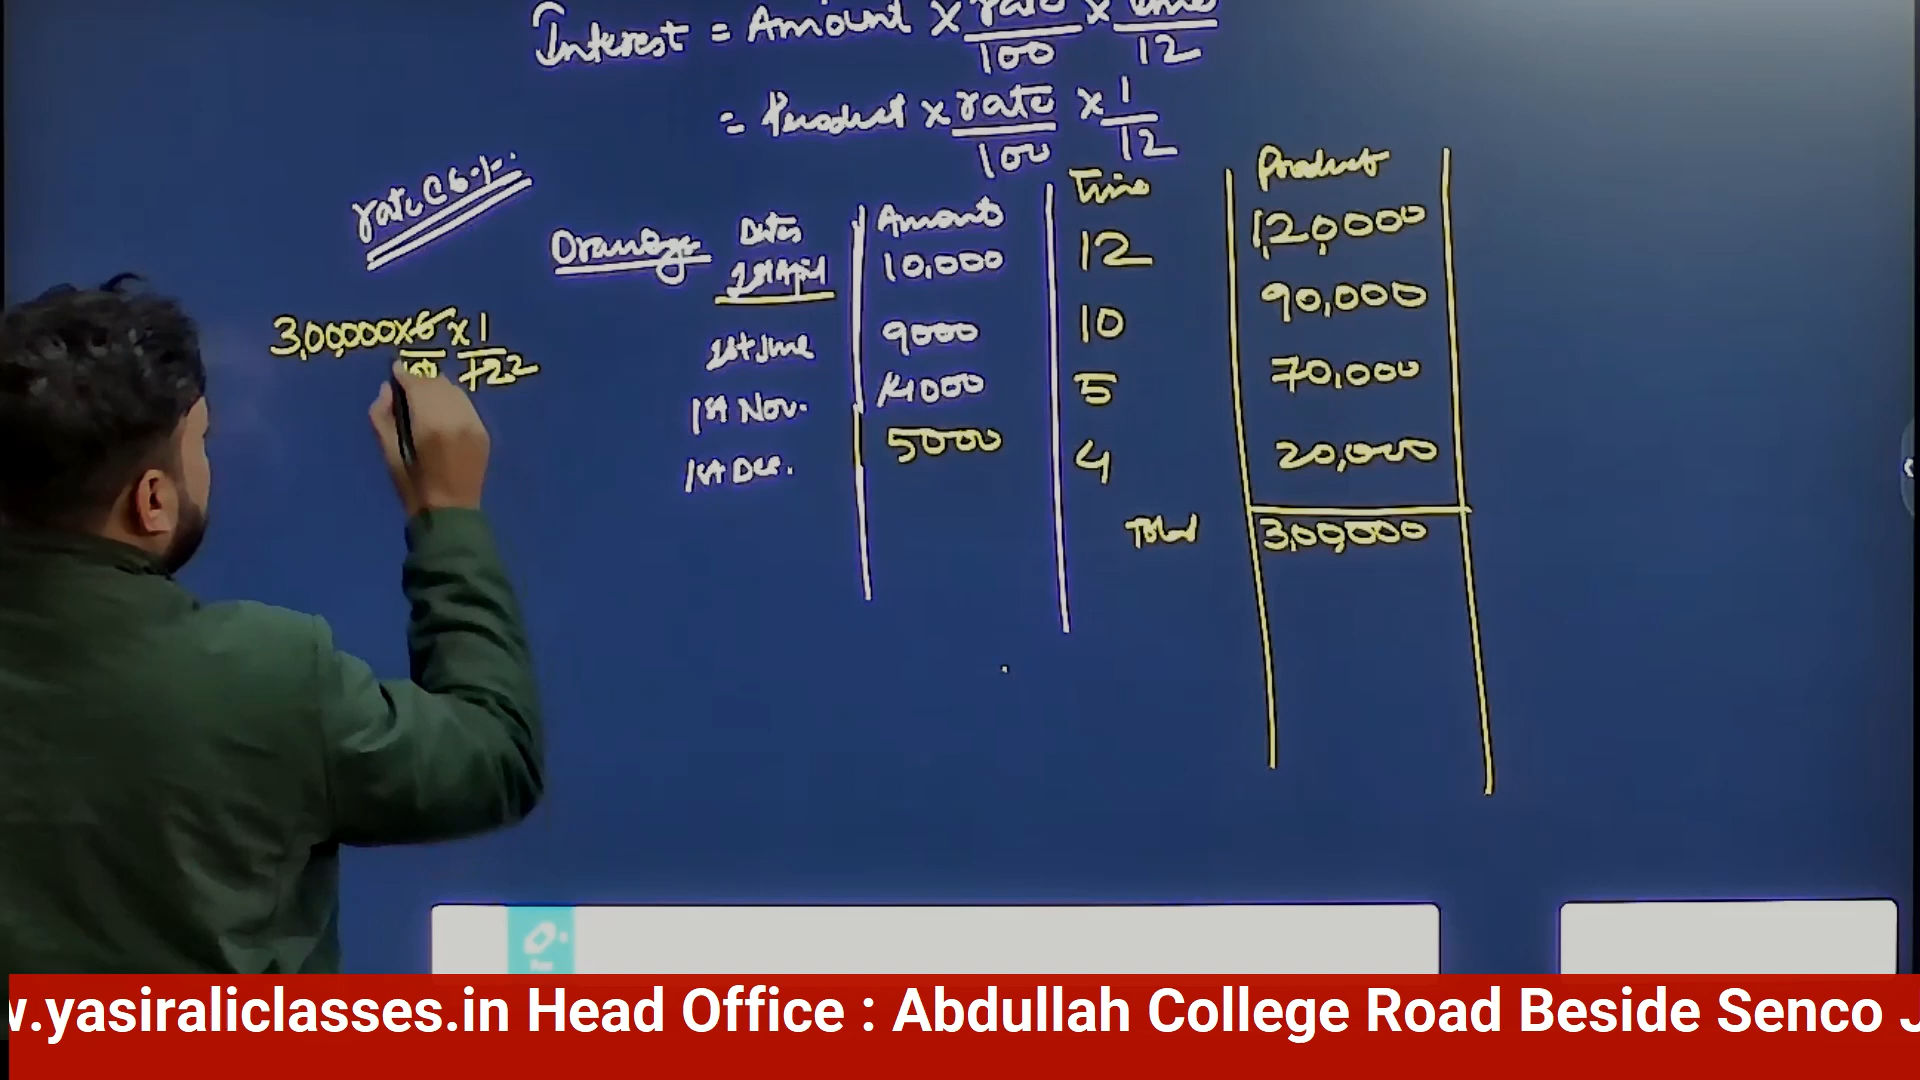 Interest = Amount × rate/100 × Time/12
= Product × rate/100 × 1/12
rate @ 6%
Drawings Dates Amount Time Product
1st April 10,000 12 1,20,000
1st June 9000 10 90,000
1st Nov. 14000 5 70,000
1st Dec. 5000 4 20,000
Total 3,00,000
3,00,000 × 6/100 × 1/12 2
w.yasiraliclasses.in Head Office : Abdullah College Road Beside Senco J